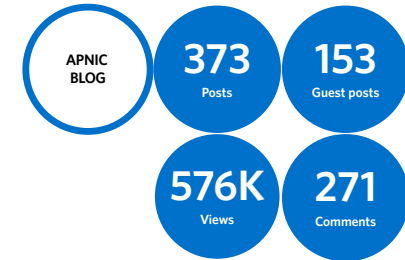 APNIC
BLOG
373
Posts
153
Guest posts
576K
Views
271
Comments